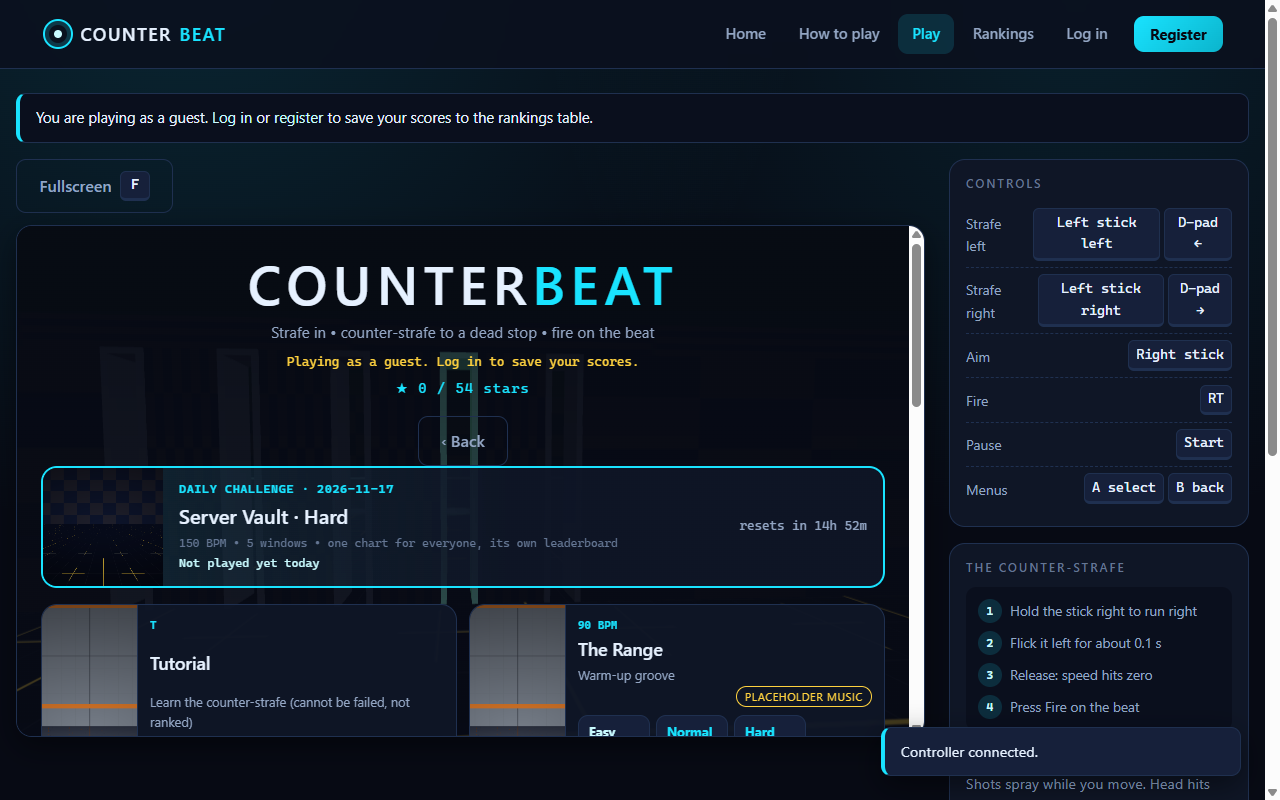 COUNTER BEAT
Home
How to play
Play
Rankings
Log in
Register
You are playing as a guest. Log in or register to save your scores to the rankings table.
Fullscreen F
COUNTERBEAT
Strafe in • counter-strafe to a dead stop • fire on the beat
Playing as a guest. Log in to save your scores.
★ 0 / 54 stars
‹ Back
DAILY CHALLENGE · 2026-11-17
Server Vault · Hard
150 BPM • 5 windows • one chart for everyone, its own leaderboard
Not played yet today
resets in 14h 52m
T
Tutorial
Learn the counter-strafe (cannot be failed, not
ranked)
90 BPM
The Range
Warm-up groove
PLACEHOLDER MUSIC
Easy
Normal
Hard
CONTROLS
Strafe
left
Left stick
left
D-pad
←
Strafe
right
Left stick
right
D-pad
→
Aim
Right stick
Fire
RT
Pause
Start
Menus
A select
B back
THE COUNTER-STRAFE
1 Hold the stick right to run right
2 Flick it left for about 0.1 s
3 Release: speed hits zero
4 Press Fire on the beat
Controller connected.
Shots spray while you move. Head hits